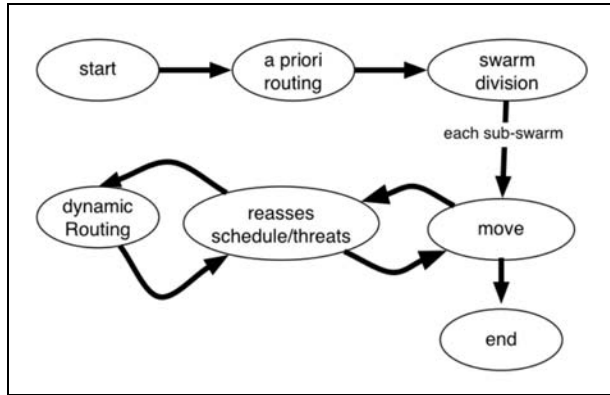 start
a priori
routing
swarm
division
each sub-swarm
dynamic
Routing
reasses
schedule/threats
move
end